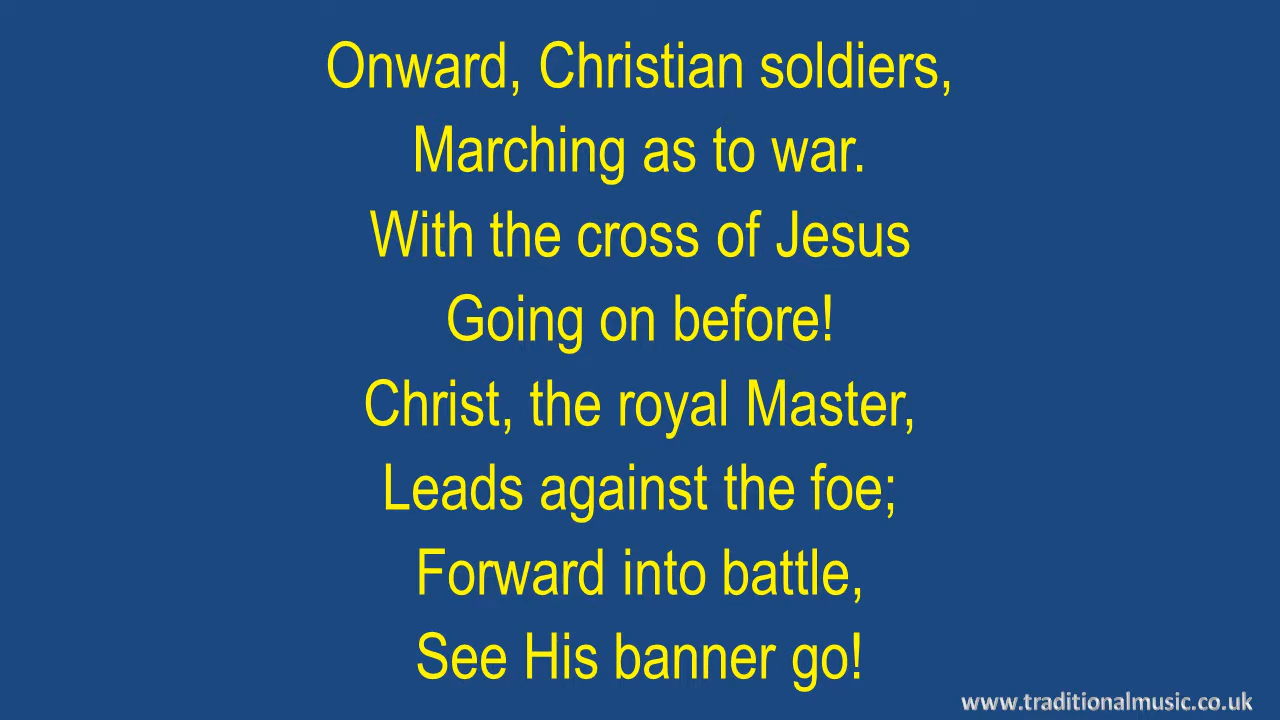 Onward, Christian soldiers,
Marching as to war.
With the cross of Jesus
Going on before!
Christ, the royal Master,
Leads against the foe;
Forward into battle,
See His banner go!
www.traditionalmusic.co.uk